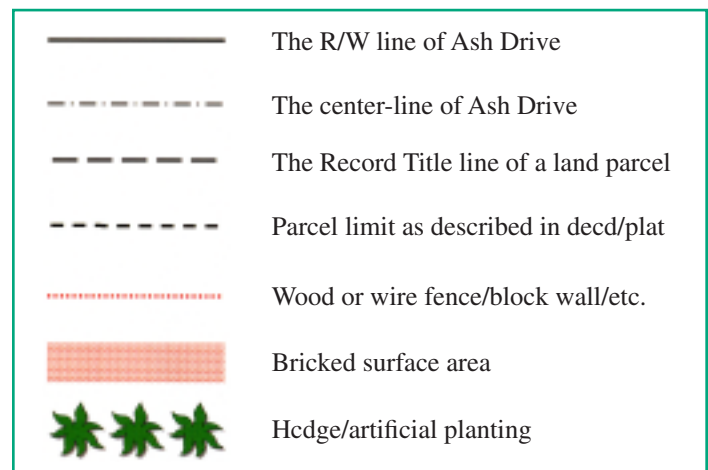 The R/W line of Ash Drive
The center-line of Ash Drive
The Record Title line of a land parcel
Parcel limit as described in decd/plat
Wood or wire fence/block wall/etc.
Bricked surface area
Hcdge/artificial planting